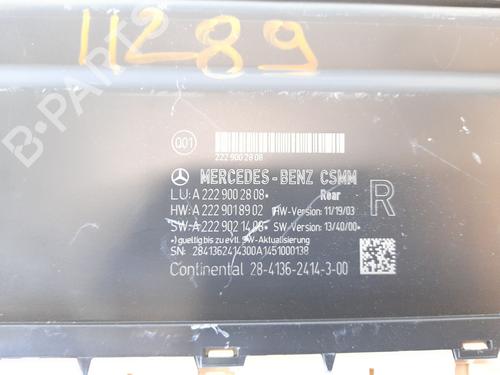 11289
B-PARTS
001
222 900 28 08
MERCEDES-BENZ CSMM
LU: A 222 900 28 08* Rear
HW: A 222 901 89 02 HW-Version: 11/19/03 R
SW: A 222 902 14 08* SW-Version: 13/40/00*
*) gueltig bis zu evtl. SW-Aktualisierung
SN: 2841362414300A1451000138
Continental 28-4136-2414-3-00